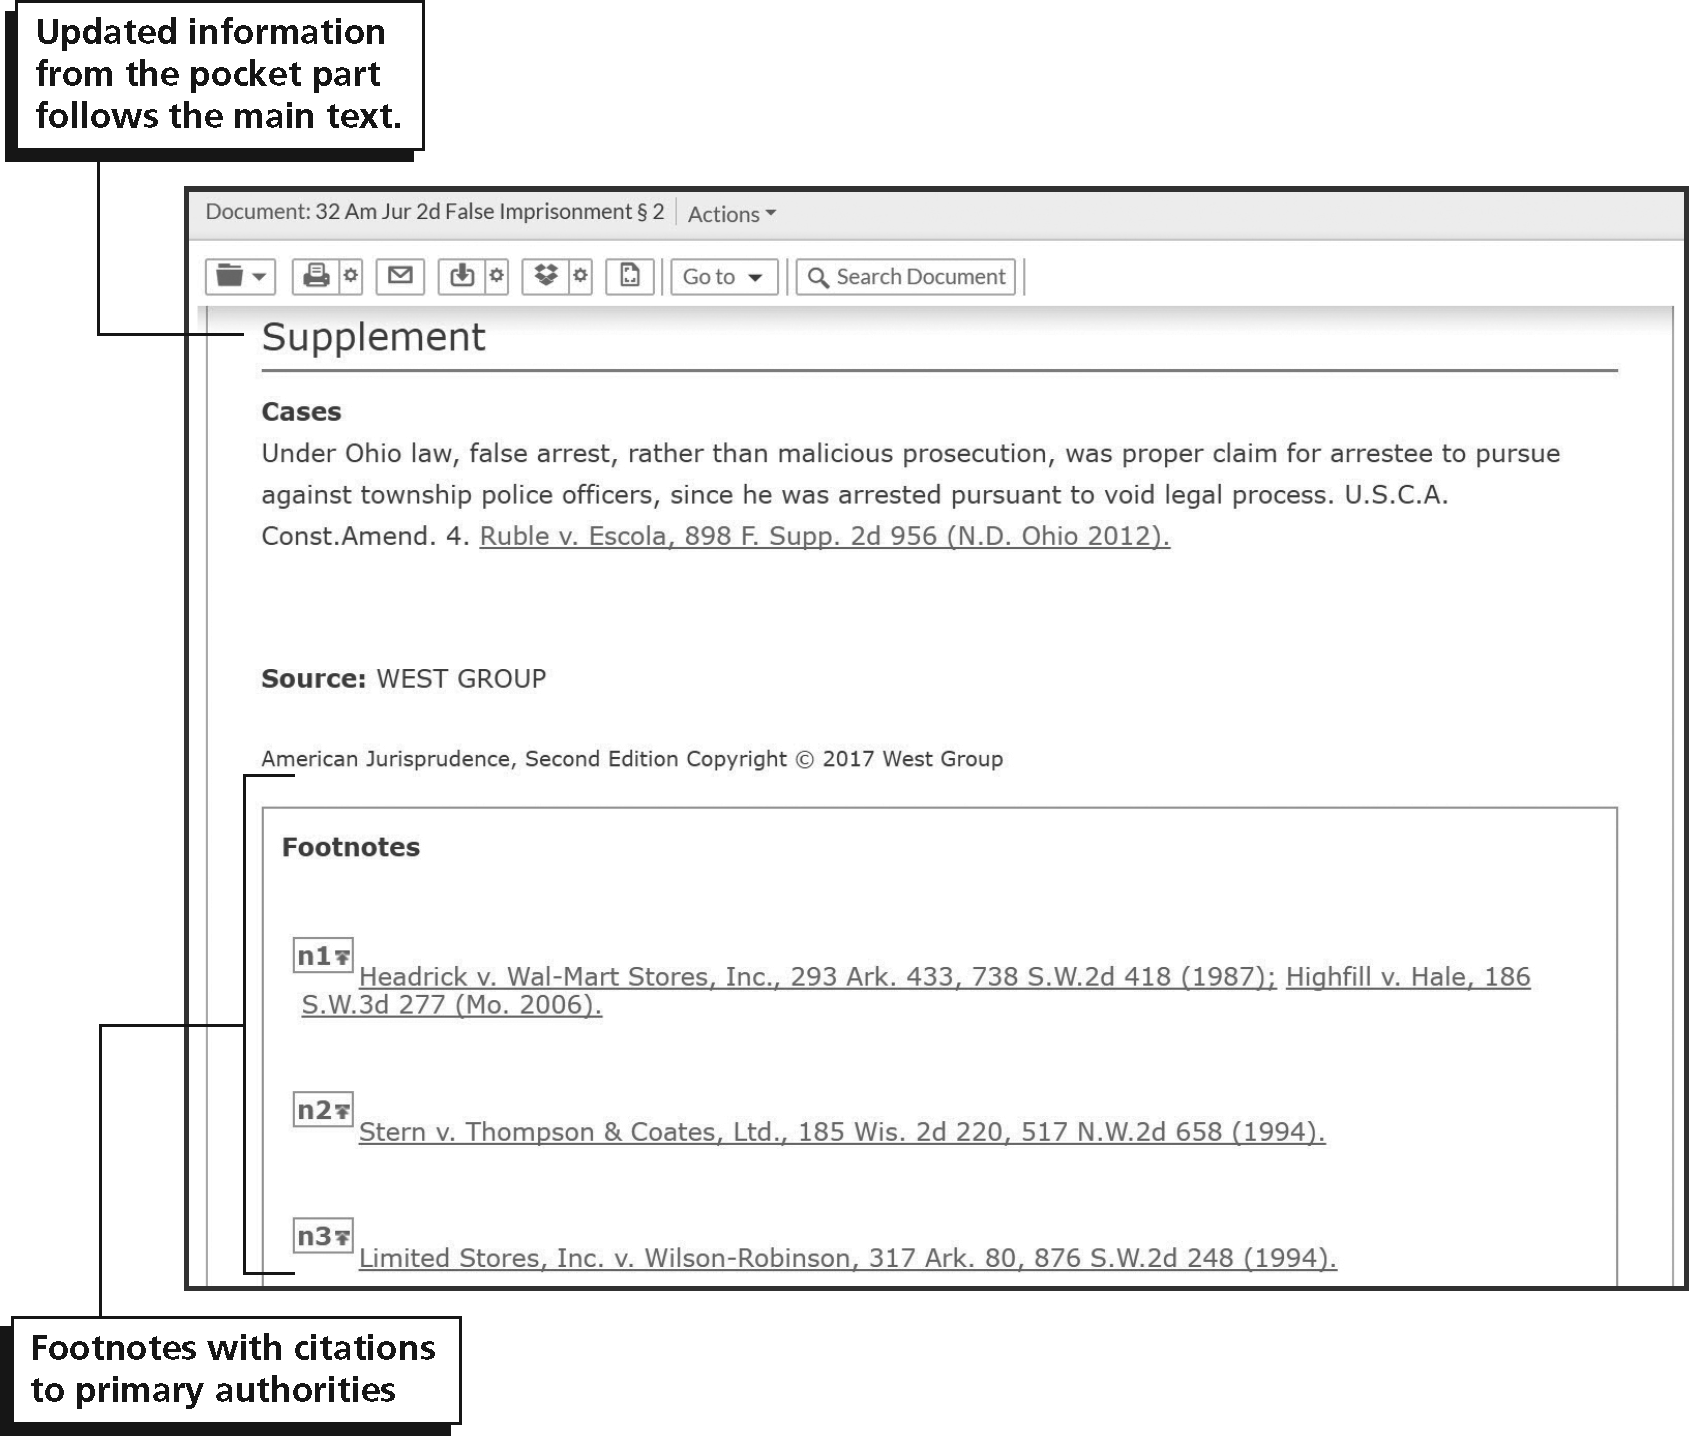 Updated information
from the pocket part
follows the main text.
Document: 32 Am Jur 2d False Imprisonment § 2 Actions
Go to Search Document
Supplement
Cases
Under Ohio law, false arrest, rather than malicious prosecution, was proper claim for arrestee to pursue
against township police officers, since he was arrested pursuant to void legal process. U.S.C.A.
Const.Amend. 4. Ruble v. Escola, 898 F. Supp. 2d 956 (N.D. Ohio 2012).
Source: WEST GROUP
American Jurisprudence, Second Edition Copyright © 2017 West Group
Footnotes
n1
Headrick v. Wal-Mart Stores, Inc., 293 Ark. 433, 738 S.W.2d 418 (1987); Highfill v. Hale, 186
S.W.3d 277 (Mo. 2006).
n2
Stern v. Thompson & Coates, Ltd., 185 Wis. 2d 220, 517 N.W.2d 658 (1994).
n3
Limited Stores, Inc. v. Wilson-Robinson, 317 Ark. 80, 876 S.W.2d 248 (1994).
Footnotes with citations
to primary authorities